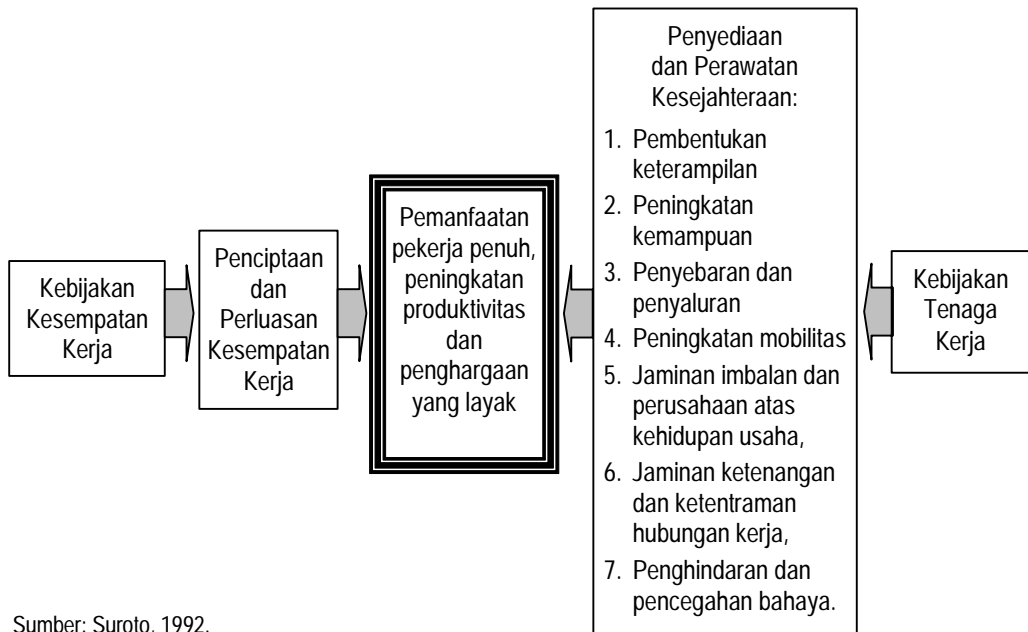 Kebijakan
Kesempatan
Kerja
Penciptaan
dan
Perluasan
Kesempatan
Kerja
Pemanfaatan
pekerja penuh,
peningkatan
produktivitas
dan
penghargaan
yang layak
Penyediaan
dan Perawatan
Kesejahteraan:
1. Pembentukan
keterampilan
2. Peningkatan
kemampuan
3. Penyebaran dan
penyaluran
4. Peningkatan mobilitas
5. Jaminan imbalan dan
perusahaan atas
kehidupan usaha,
6. Jaminan ketenangan
dan ketentraman
hubungan kerja,
7. Penghindaran dan
pencegahan bahaya.
Kebijakan
Tenaga
Kerja
Sumber: Suroto, 1992.